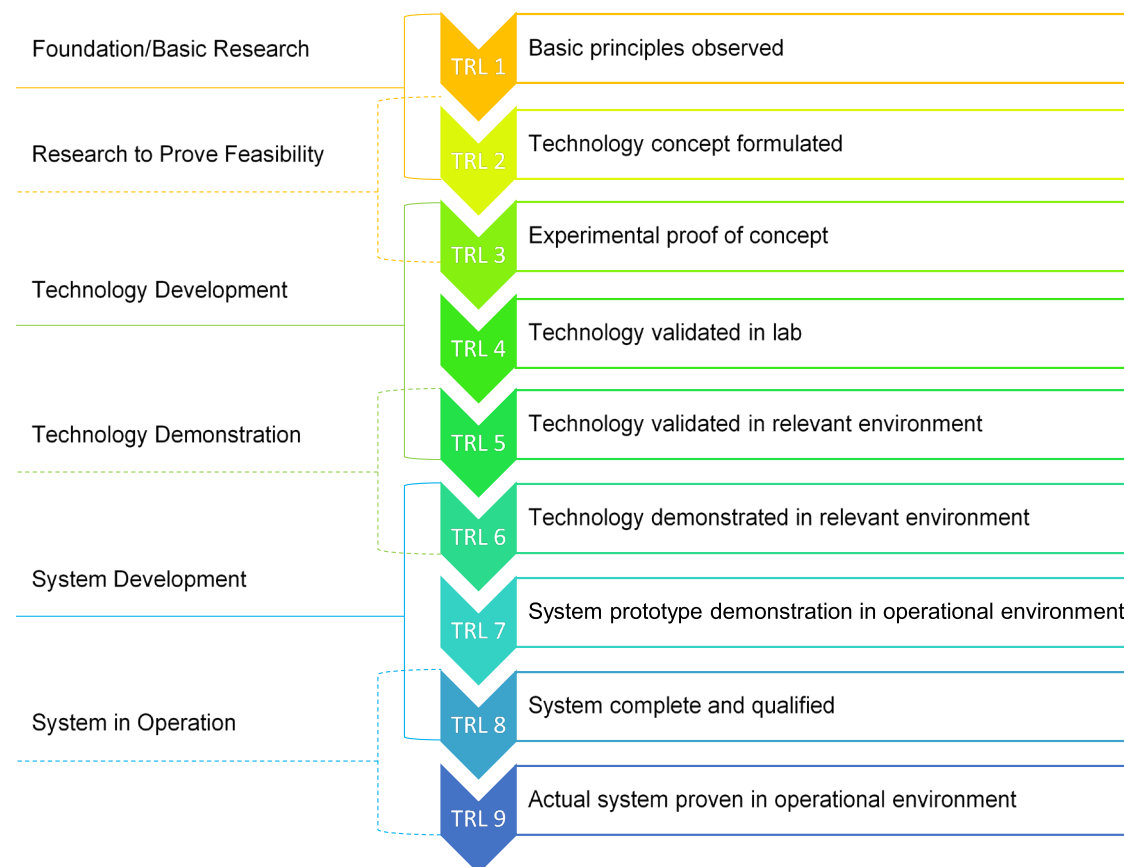 Foundation/Basic Research
TRL 1
Basic principles observed
Research to Prove Feasibility
TRL 2
Technology concept formulated
TRL 3
Experimental proof of concept
Technology Development
TRL 4
Technology validated in lab
Technology Demonstration
TRL 5
Technology validated in relevant environment
TRL 6
Technology demonstrated in relevant environment
System Development
TRL 7
System prototype demonstration in operational environment
System in Operation
TRL 8
System complete and qualified
TRL 9
Actual system proven in operational environment